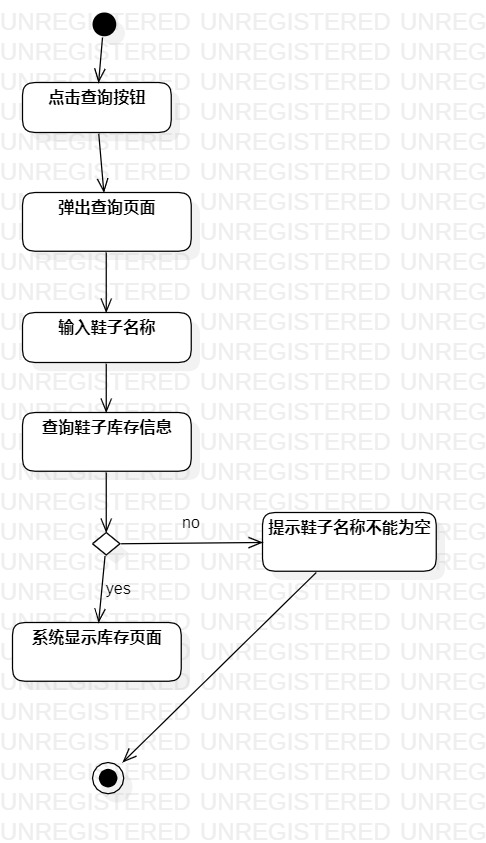 点击查询按钮
弹出查询页面
输入鞋子名称
查询鞋子库存信息
no
提示鞋子名称不能为空
yes
系统显示库存页面
UNREGISTERED